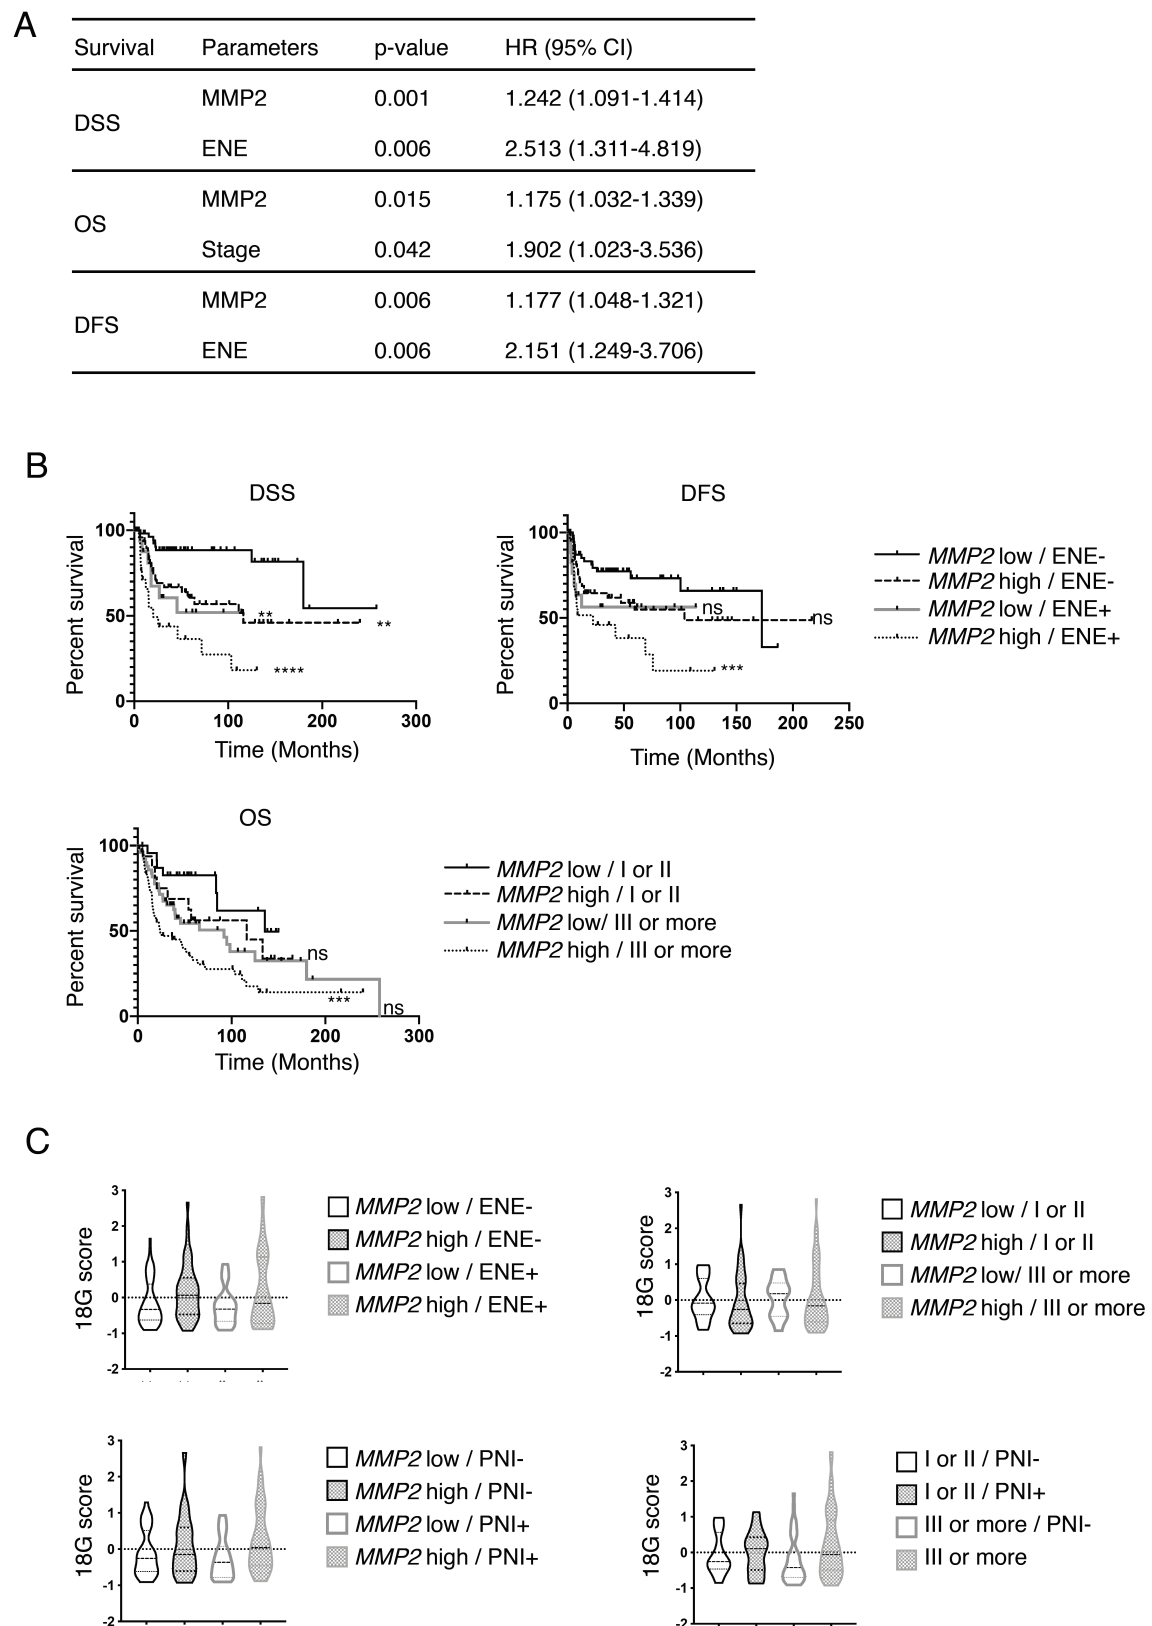 A
Survival Parameters p-value HR (95% CI)
MMP2 0.001 1.242 (1.091-1.414)
DSS
ENE 0.006 2.513 (1.311-4.819)
MMP2 0.015 1.175 (1.032-1.339)
OS
Stage 0.042 1.902 (1.023-3.536)
MMP2 0.006 1.177 (1.048-1.321)
DFS
ENE 0.006 2.151 (1.249-3.706)
B
DSS
Percent survival
100
50
0
**
**
****
0 100 200 300
Time (Months)
DFS
Percent survival
100
50
0
ns
ns
***
0 50 100 150 200 250
Time (Months)
MMP2 low / ENE-
MMP2 high / ENE-
MMP2 low / ENE+
MMP2 high / ENE+
OS
Percent survival
100
50
0
ns
***
ns
0 100 200 300
Time (Months)
MMP2 low / I or II
MMP2 high / I or II
MMP2 low/ III or more
MMP2 high / III or more
C
18G score
3
2
1
0
-1
-2
MMP2 low / ENE-
MMP2 high / ENE-
MMP2 low / ENE+
MMP2 high / ENE+
18G score
3
2
1
0
-1
-2
MMP2 low / I or II
MMP2 high / I or II
MMP2 low/ III or more
MMP2 high / III or more
18G score
3
2
1
0
-1
-2
MMP2 low / PNI-
MMP2 high / PNI-
MMP2 low / PNI+
MMP2 high / PNI+
18G score
3
2
1
0
-1
-2
I or II / PNI-
I or II / PNI+
III or more / PNI-
III or more